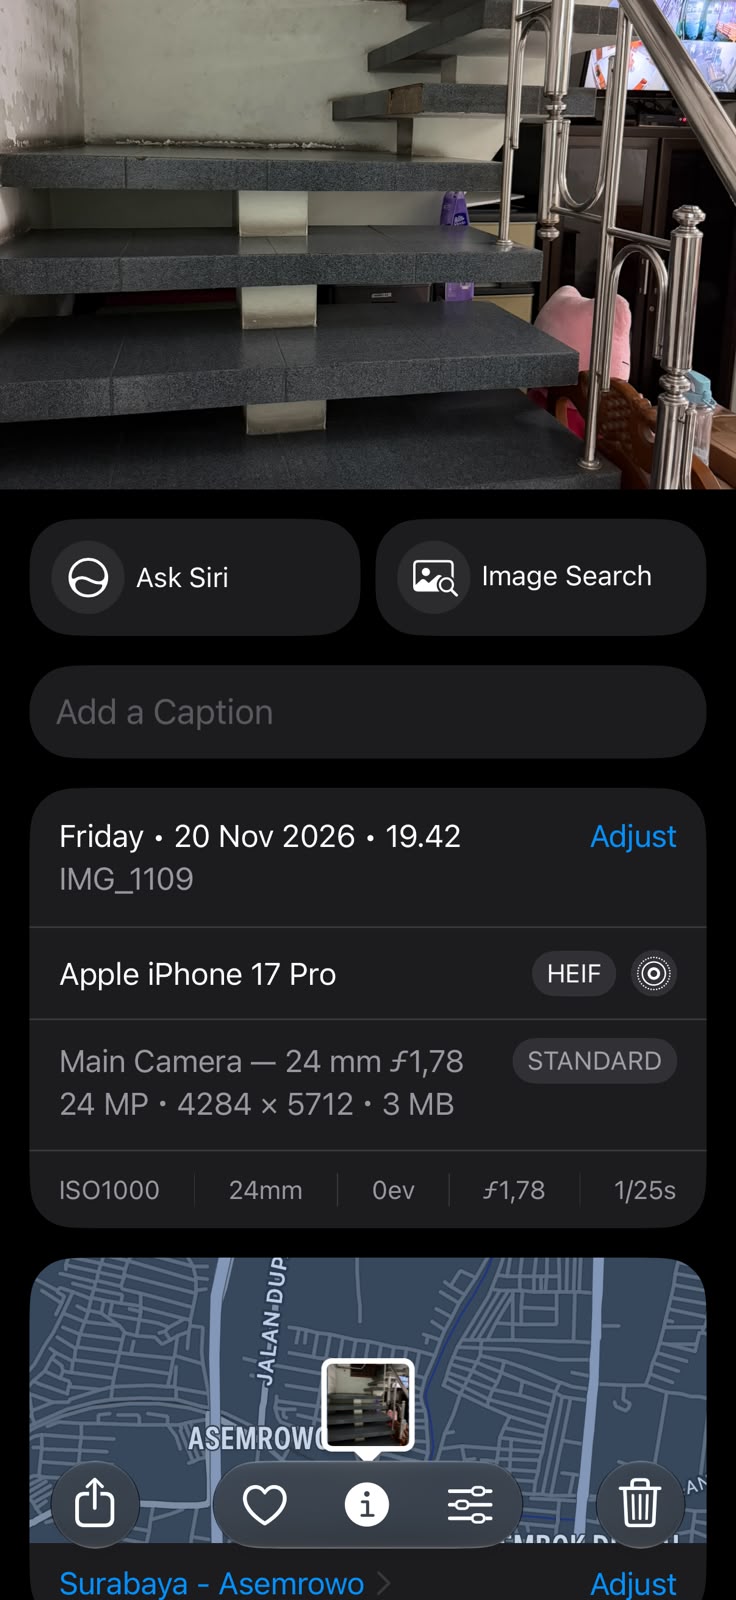 Ask Siri
Image Search
Add a Caption
Friday • 20 Nov 2026 • 19.42
Adjust
IMG_1109
Apple iPhone 17 Pro
HEIF
Main Camera — 24 mm ƒ1,78
STANDARD
24 MP • 4284 × 5712 • 3 MB
ISO1000
24mm
0ev
ƒ1,78
1/25s
JALAN DUP
ASEMROWO
Surabaya - Asemrowo
Adjust